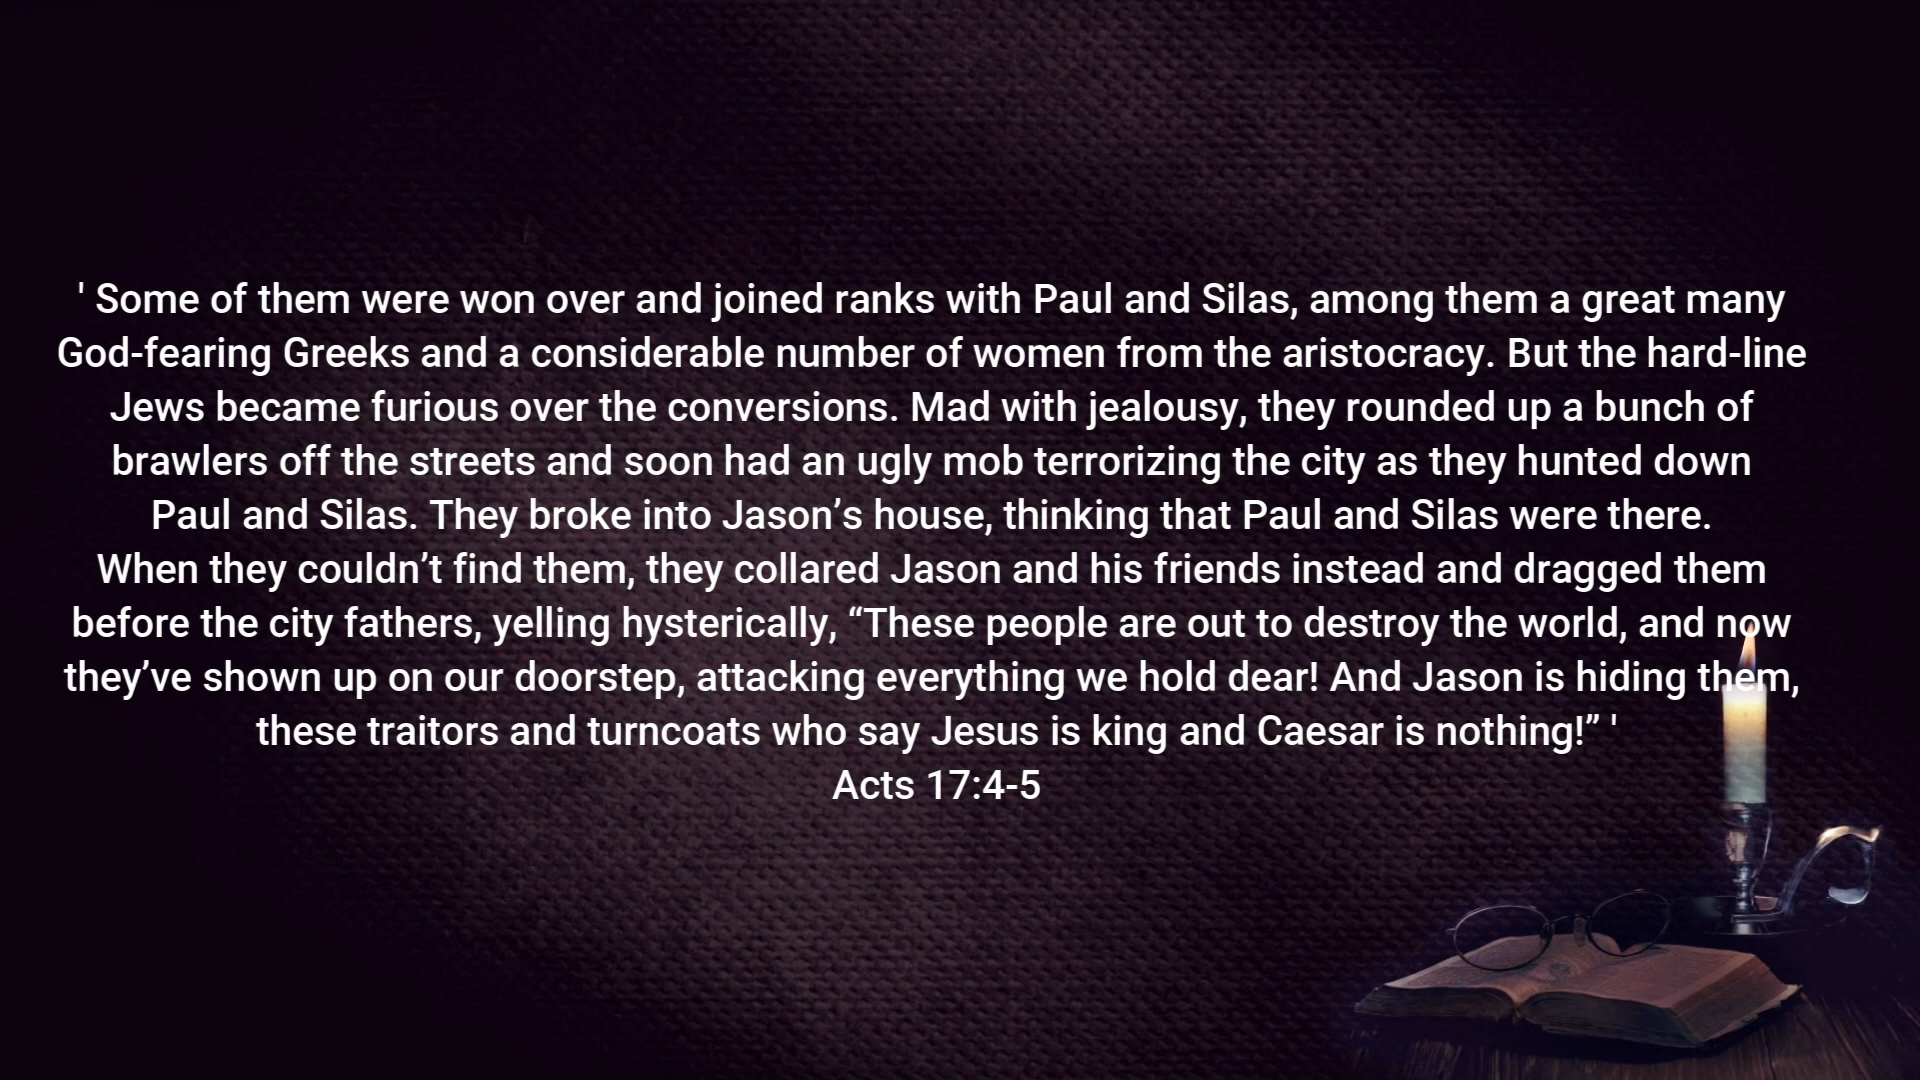 ' Some of them were won over and joined ranks with Paul and Silas, among them a great many
God-fearing Greeks and a considerable number of women from the aristocracy. But the hard-line
Jews became furious over the conversions. Mad with jealousy, they rounded up a bunch of
brawlers off the streets and soon had an ugly mob terrorizing the city as they hunted down
Paul and Silas. They broke into Jason’s house, thinking that Paul and Silas were there.
When they couldn’t find them, they collared Jason and his friends instead and dragged them
before the city fathers, yelling hysterically, “These people are out to destroy the world, and now
they’ve shown up on our doorstep, attacking everything we hold dear! And Jason is hiding them,
these traitors and turncoats who say Jesus is king and Caesar is nothing!” '
Acts 17:4-5